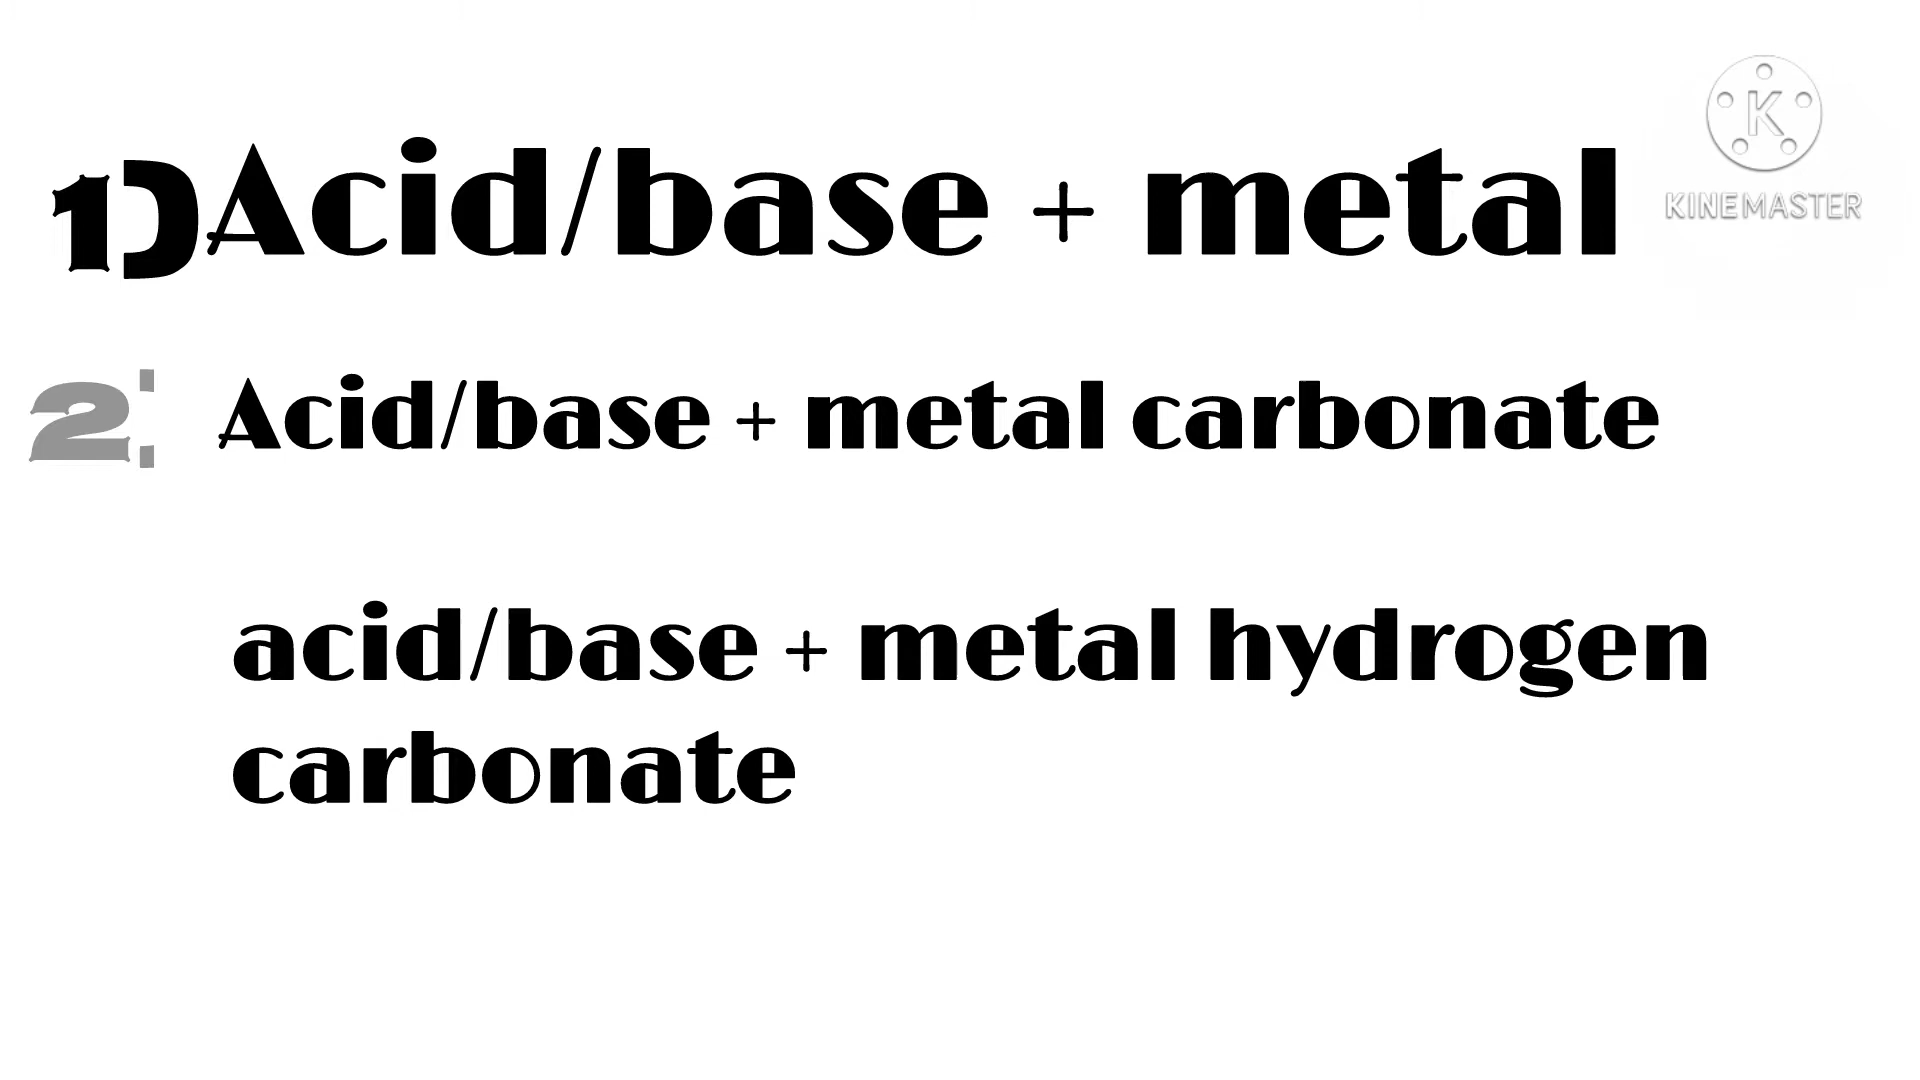 1)Acid/base + metal
KINEMASTER
2) Acid/base + metal carbonate
acid/base + metal hydrogen
carbonate